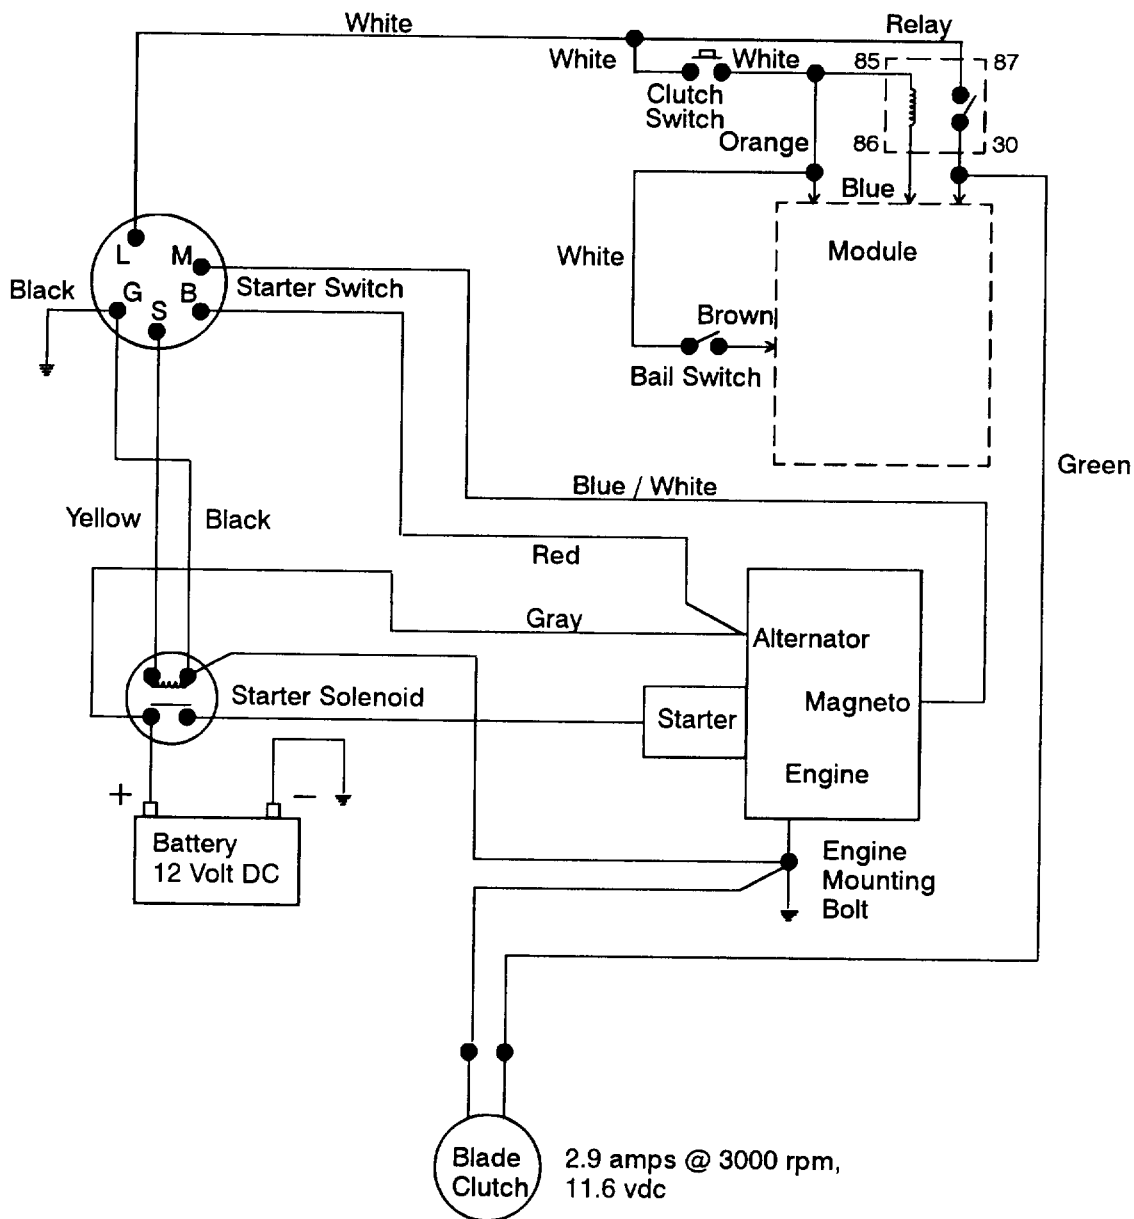 White
Relay
White
White
85
87
Clutch
Switch
Orange
86
30
Blue
Module
White
L
M
Black
G
S
B
Starter Switch
Brown
Bail Switch
Green
Blue / White
Yellow
Black
Red
Gray
Alternator
Starter Solenoid
Starter
Magneto
Engine
+
−
Battery
12 Volt DC
Engine
Mounting
Bolt
Blade
Clutch
2.9 amps @ 3000 rpm,
11.6 vdc